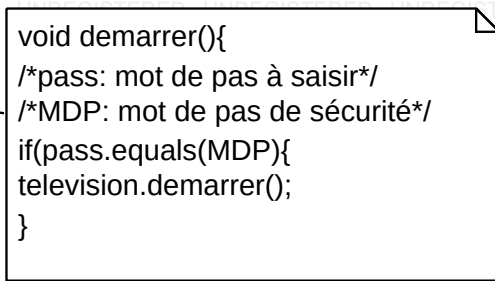 void demarrer(){
/*pass: mot de pas à saisir*/
/*MDP: mot de pas de sécurité*/
if(pass.equals(MDP){
television.demarrer();
}